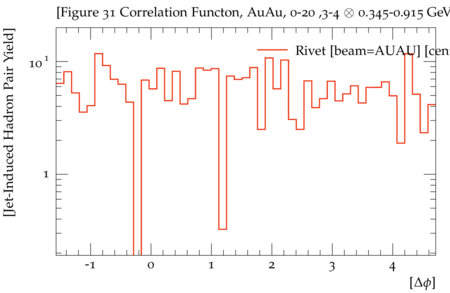 [Figure 31 Correlation Functon, AuAu, 0-20 ,3-4 ⊗ 0.345-0.915 GeV
Rivet [beam=AUAU] [cen
[Jet-Induced Hadron Pair Yield]
10¹
1
-1 0 1 2 3 4
[Δϕ]